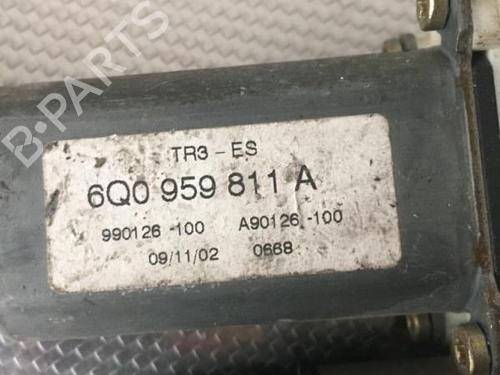 B-PARTS
TR3 - ES
6Q0 959 811 A
990126 -100 A90126 -100
09/11/02 0668